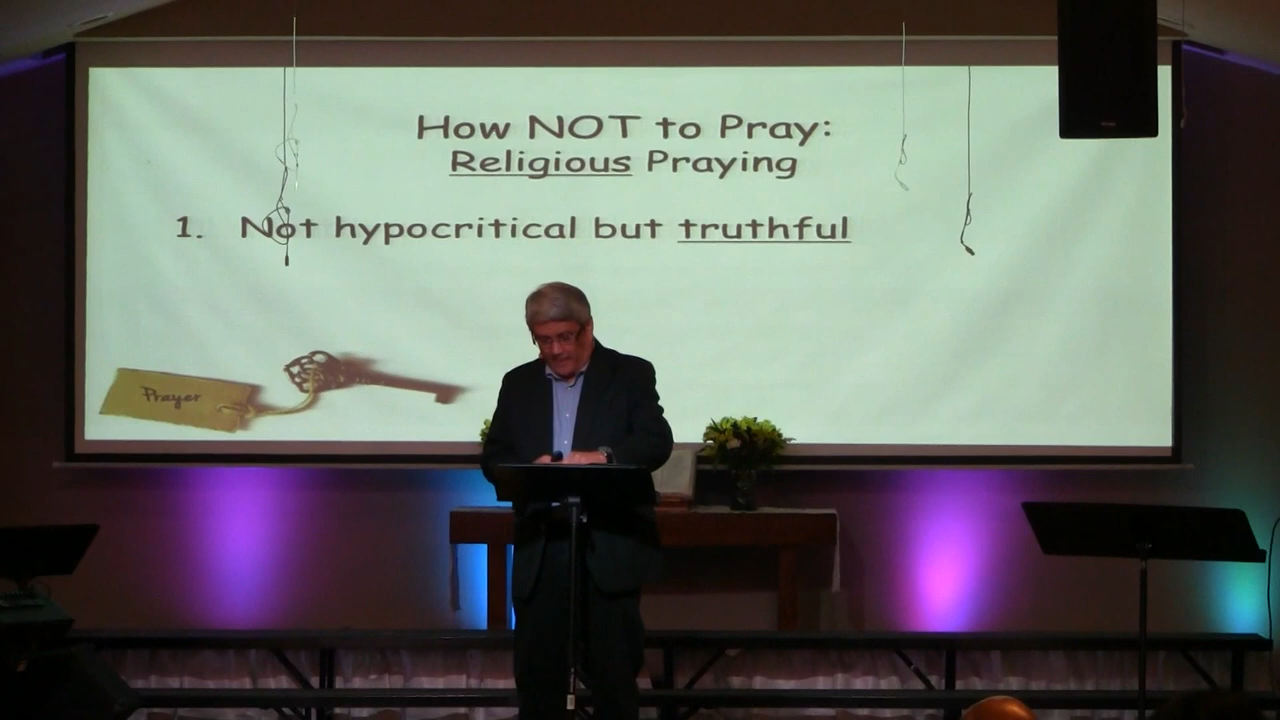 How NOT to Pray:
Religious Praying
1. Not hypocritical but truthful
Prayer